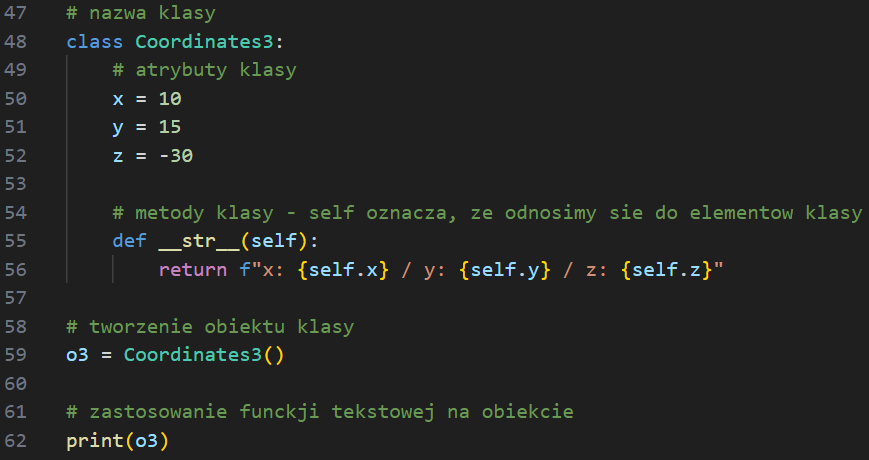 47 # nazwa klasy
48 class Coordinates3:
49     # atrybuty klasy
50     x = 10
51     y = 15
52     z = -30
53
54     # metody klasy - self oznacza, ze odnosimy sie do elementow klasy
55     def __str__(self):
56         return f"x: {self.x} / y: {self.y} / z: {self.z}"
57
58 # tworzenie obiektu klasy
59 o3 = Coordinates3()
60
61 # zastosowanie funckji tekstowej na obiekcie
62 print(o3)